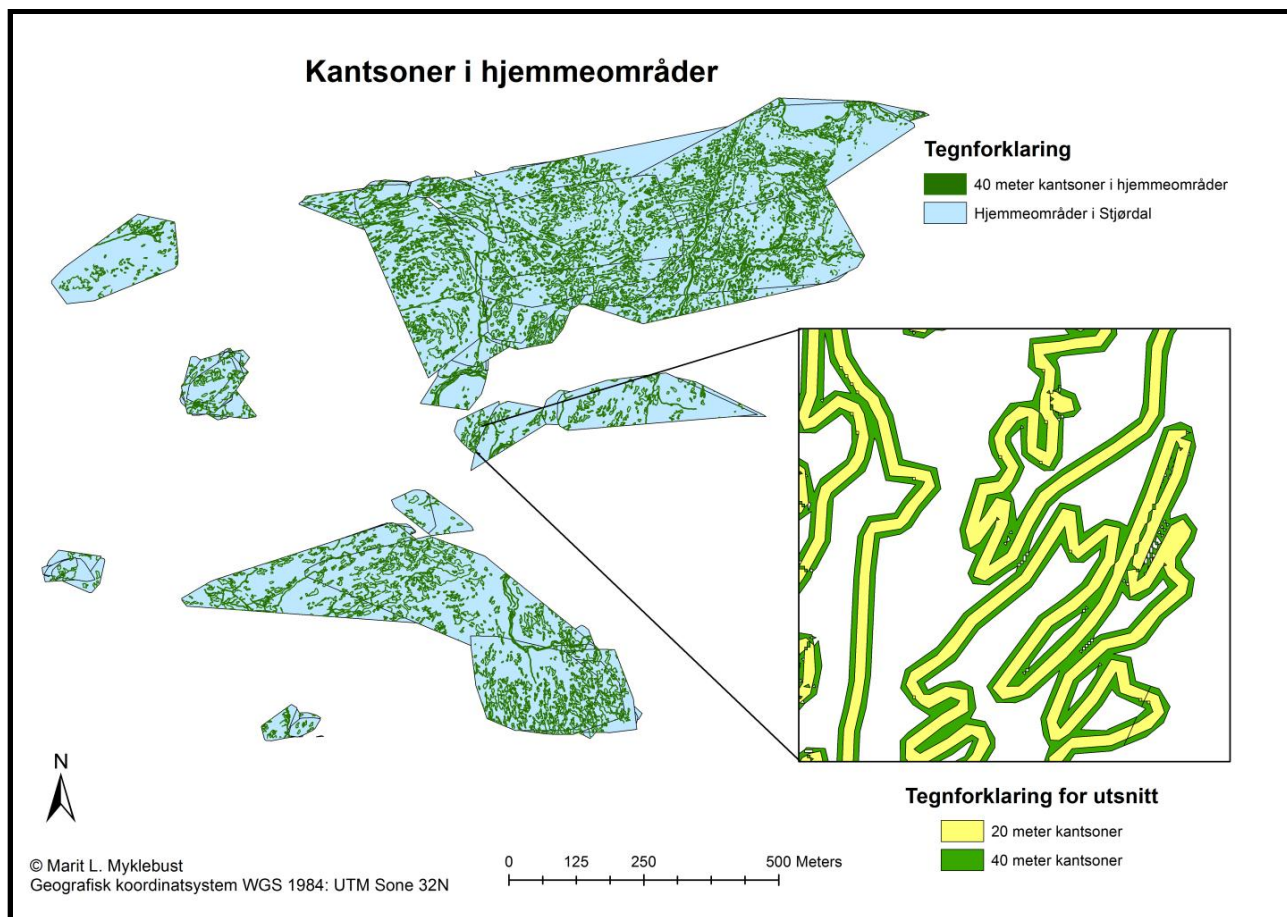 Kantsoner i hjemmeområder
Tegnforklaring
40 meter kantsoner i hjemmeområder
Hjemmeområder i Stjørdal
Tegnforklaring for utsnitt
20 meter kantsoner
40 meter kantsoner
N
© Marit L. Myklebust
Geografisk koordinatsystem WGS 1984: UTM Sone 32N
0 125 250 500 Meters